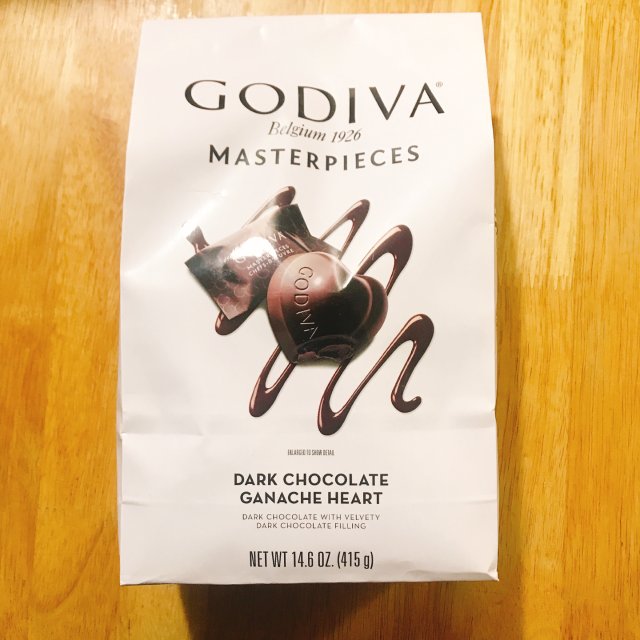 GODIVA®
Belgium 1926
MASTERPIECES
GODIVA
GODIVA
ENLARGED TO SHOW DETAIL
DARK CHOCOLATE
GANACHE HEART
DARK CHOCOLATE WITH VELVETY
DARK CHOCOLATE FILLING
NET WT 14.6 OZ. (415 g)